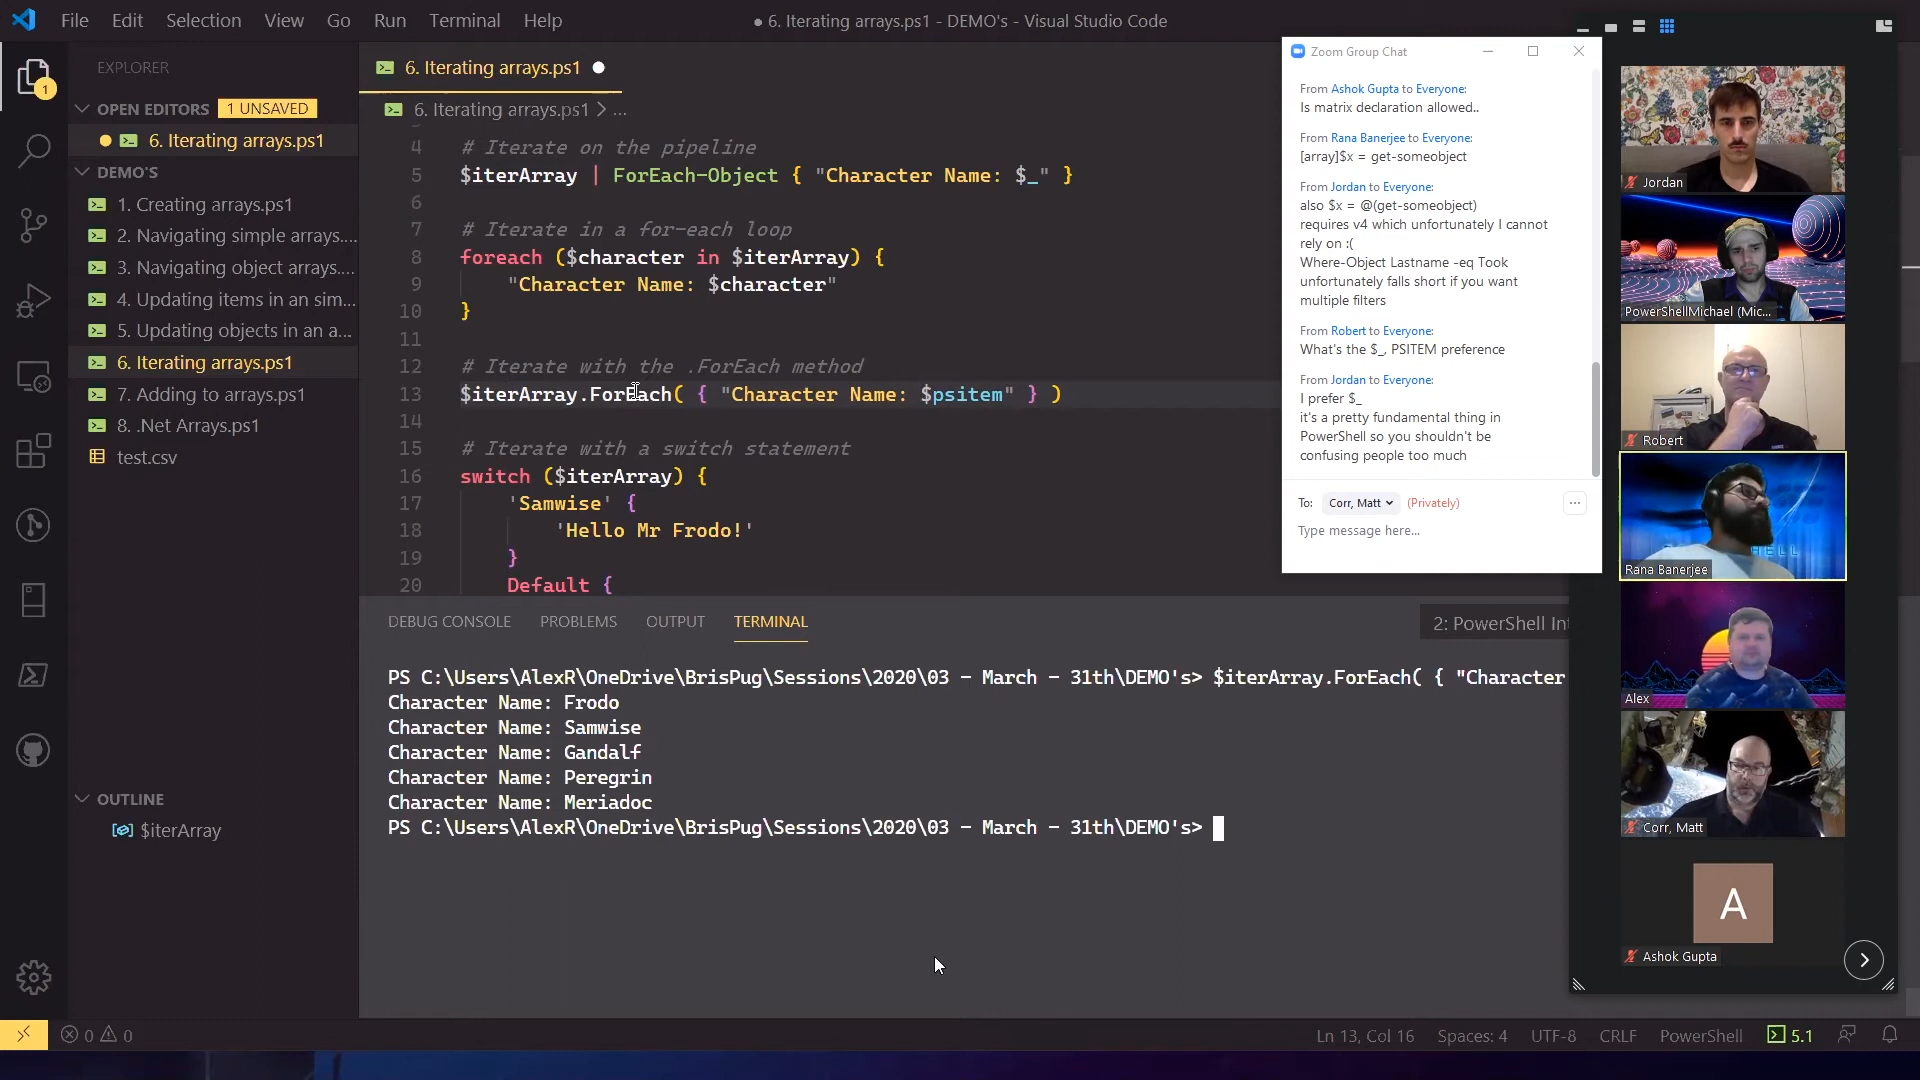 File Edit Selection View Go Run Terminal Help
● 6. Iterating arrays.ps1 - DEMO's - Visual Studio Code
EXPLORER
OPEN EDITORS 1 UNSAVED
6. Iterating arrays.ps1
DEMO'S
1. Creating arrays.ps1
2. Navigating simple arrays....
3. Navigating object arrays....
4. Updating items in an sim...
5. Updating objects in an a...
6. Iterating arrays.ps1
7. Adding to arrays.ps1
8. .Net Arrays.ps1
test.csv
OUTLINE
$iterArray
1
6. Iterating arrays.ps1
6. Iterating arrays.ps1 > ...
4 # Iterate on the pipeline
5 $iterArray | ForEach-Object { "Character Name: $_" }
6
7 # Iterate in a for-each loop
8 foreach ($character in $iterArray) {
9 "Character Name: $character"
10 }
11
12 # Iterate with the .ForEach method
13 $iterArray.ForEach( { "Character Name: $psitem" } )
14
15 # Iterate with a switch statement
16 switch ($iterArray) {
17 'Samwise' {
18 'Hello Mr Frodo!'
19 }
20 Default {
DEBUG CONSOLE PROBLEMS OUTPUT TERMINAL
2: PowerShell Int
PS C:\Users\AlexR\OneDrive\BrisPug\Sessions\2020\03 - March - 31th\DEMO's> $iterArray.ForEach( { "Character
Character Name: Frodo
Character Name: Samwise
Character Name: Gandalf
Character Name: Peregrin
Character Name: Meriadoc
PS C:\Users\AlexR\OneDrive\BrisPug\Sessions\2020\03 - March - 31th\DEMO's>
Zoom Group Chat
From Ashok Gupta to Everyone:
Is matrix declaration allowed..
From Rana Banerjee to Everyone:
[array]$x = get-someobject
From Jordan to Everyone:
also $x = @(get-someobject)
requires v4 which unfortunately I cannot
rely on :(
Where-Object Lastname -eq Took
unfortunately falls short if you want
multiple filters
From Robert to Everyone:
What's the $_, PSITEM preference
From Jordan to Everyone:
I prefer $_
it's a pretty fundamental thing in
PowerShell so you shouldn't be
confusing people too much
To: Corr, Matt (Privately)
...
Type message here...
Jordan
PowerShellMichael (Mic...
Robert
HELL
Rana Banerjee
Alex
Corr, Matt
A
Ashok Gupta
0 0
Ln 13, Col 16 Spaces: 4 UTF-8 CRLF PowerShell 5.1